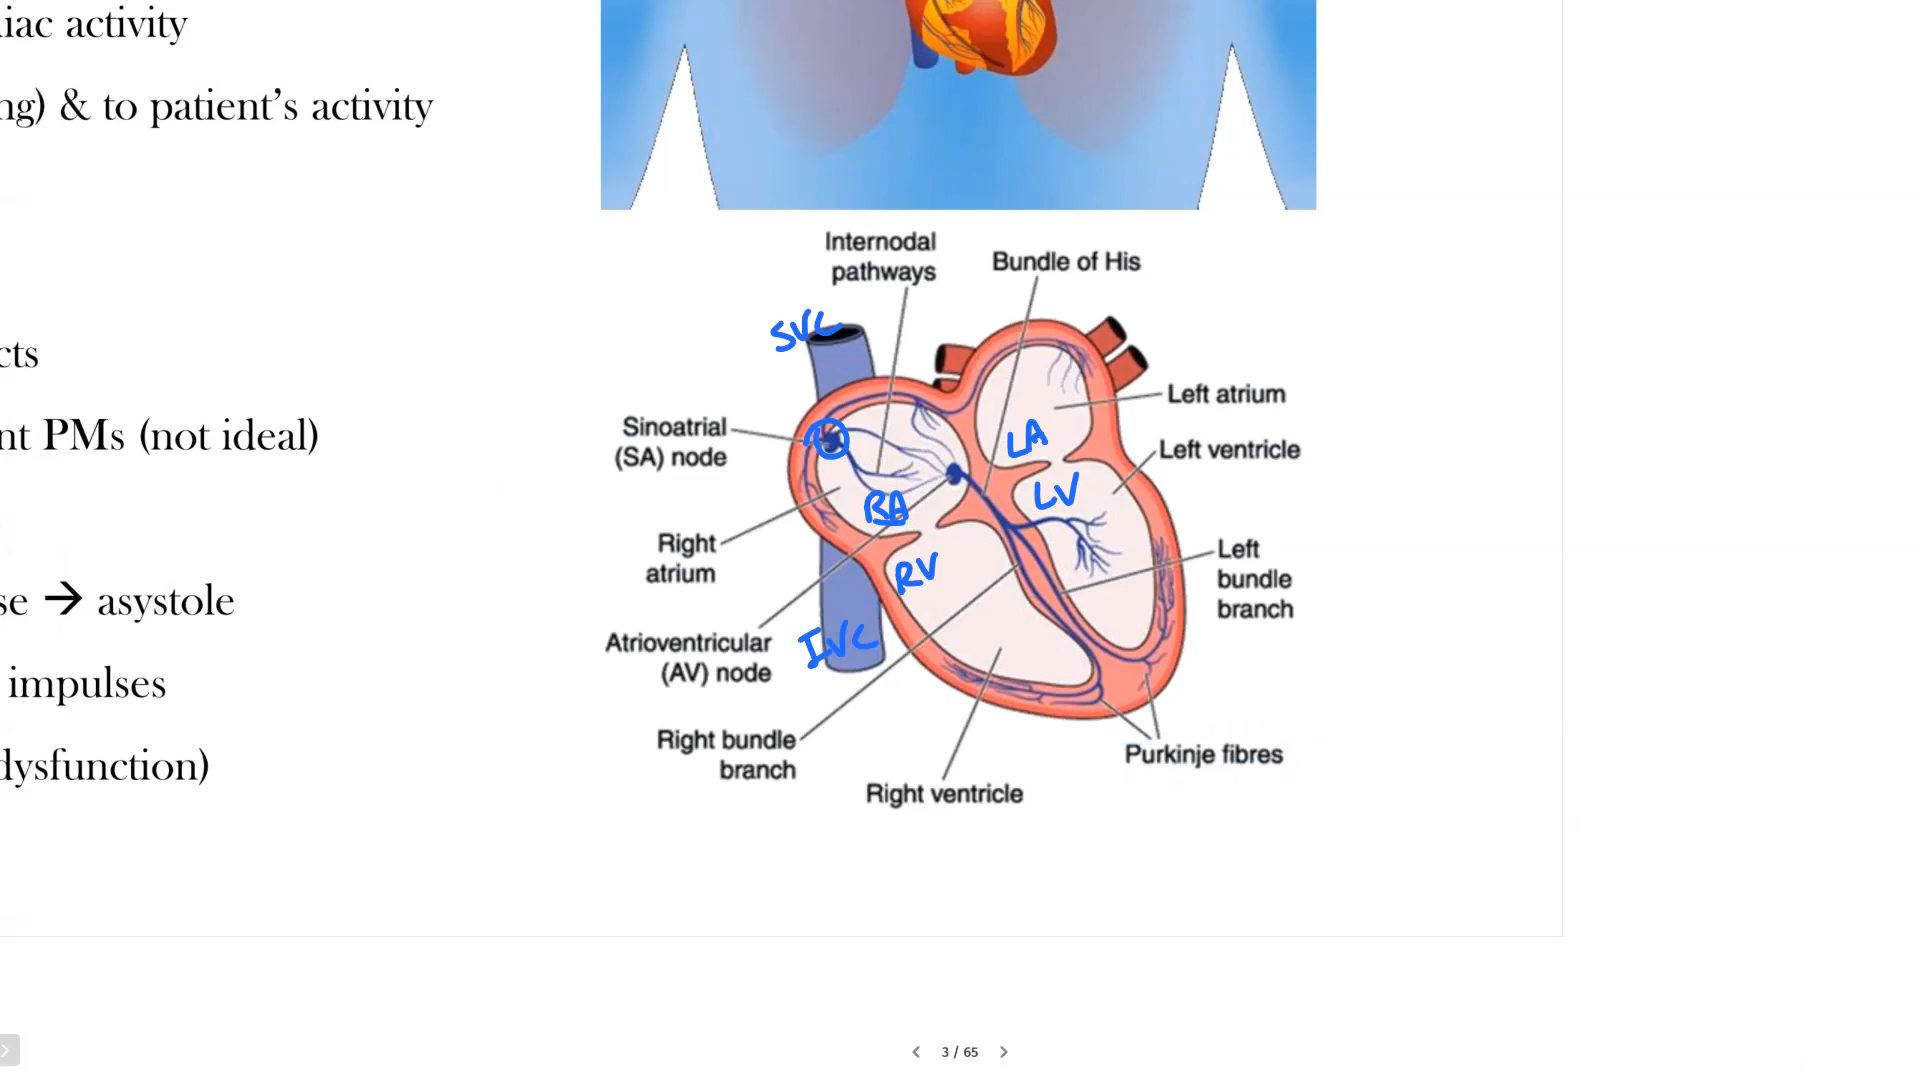 iac activity
ng) & to patient's activity
cts
nt PMs (not ideal)
se → asystole
impulses
dysfunction)
Internodal
pathways
Bundle of His
SVC
Sinoatrial
(SA) node
Left atrium
LA
Left ventricle
LV
RA
Right
atrium
RV
Left
bundle
branch
Atrioventricular
(AV) node
IVC
Right bundle
branch
Purkinje fibres
Right ventricle
3 / 65